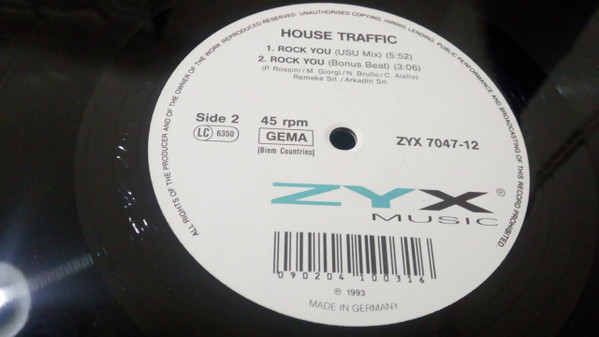 ALL RIGHTS OF THE PRODUCER AND OF THE OWNER OF THE WORK REPRODUCED RESERVED. UNAUTHORISED COPYING, HIRING, LENDING, PUBLIC PERFORMANCE AND BROADCASTING OF THIS RECORD PROHIBITED
HOUSE TRAFFIC
1. ROCK YOU (USU Mix) (5:52)
2. ROCK YOU (Bonus Beat) (3:06)
(P. Rossini/M. Giorgi/N. Brullo/C. Aiello)
Remake Srl./Arkadin Srl.
Side 2 45 rpm
LC 6350 GEMA
(Biem Countries)
ZYX 7047-12
ZYX®
MUSIC
090204 100316
℗ 1993
MADE IN GERMANY